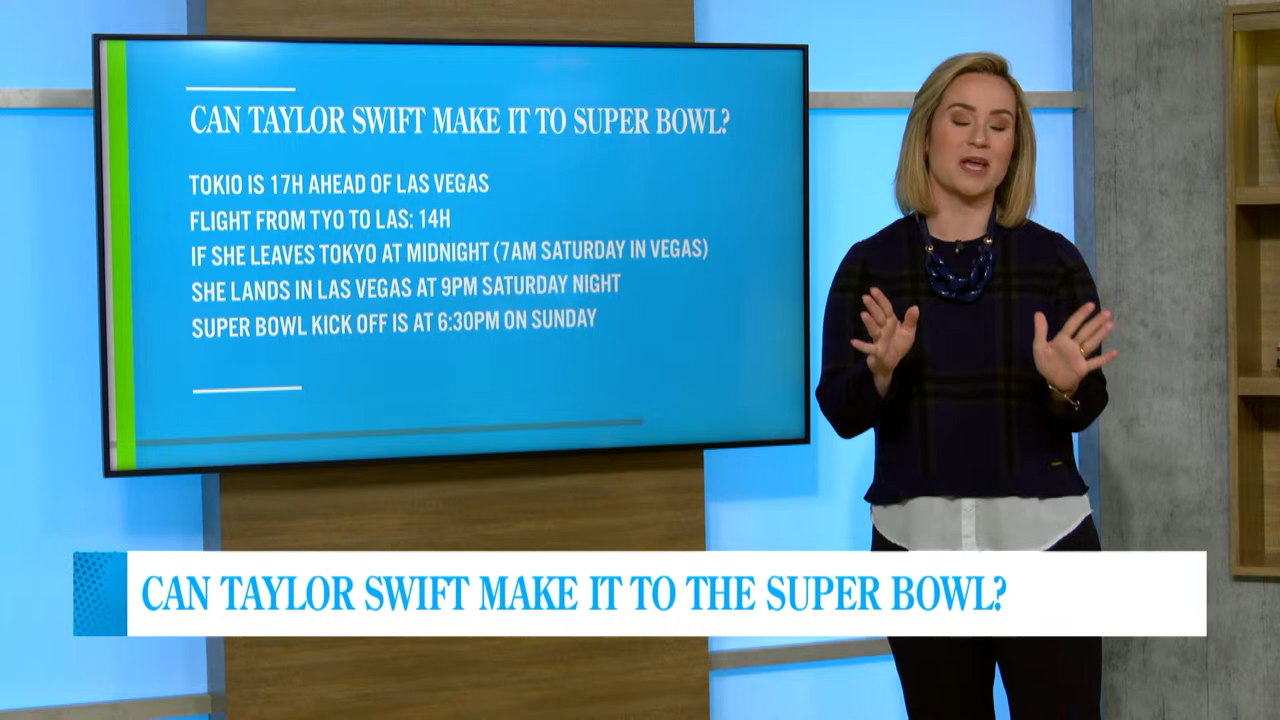 CAN TAYLOR SWIFT MAKE IT TO SUPER BOWL?
TOKIO IS 17H AHEAD OF LAS VEGAS
FLIGHT FROM TYO TO LAS: 14H
IF SHE LEAVES TOKYO AT MIDNIGHT (7AM SATURDAY IN VEGAS)
SHE LANDS IN LAS VEGAS AT 9PM SATURDAY NIGHT
SUPER BOWL KICK OFF IS AT 6:30PM ON SUNDAY
CAN TAYLOR SWIFT MAKE IT TO THE SUPER BOWL?